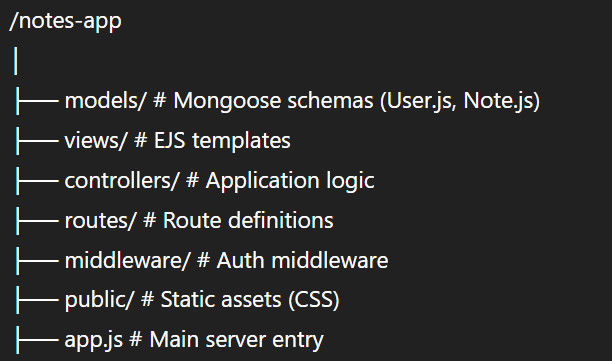 /notes-app
│
├── models/ # Mongoose schemas (User.js, Note.js)
├── views/ # EJS templates
├── controllers/ # Application logic
├── routes/ # Route definitions
├── middleware/ # Auth middleware
├── public/ # Static assets (CSS)
├── app.js # Main server entry